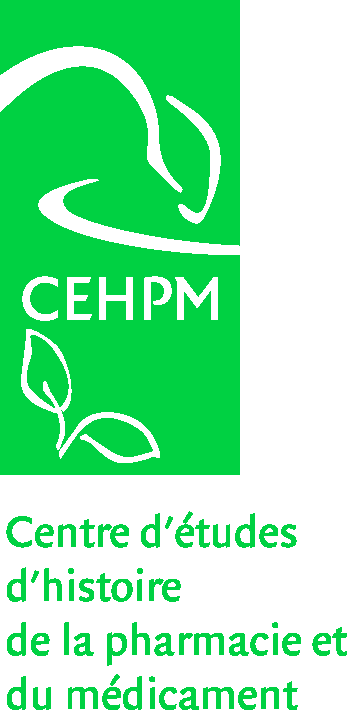 CEHPM
Centre d'études
d'histoire
de la pharmacie et
du médicament